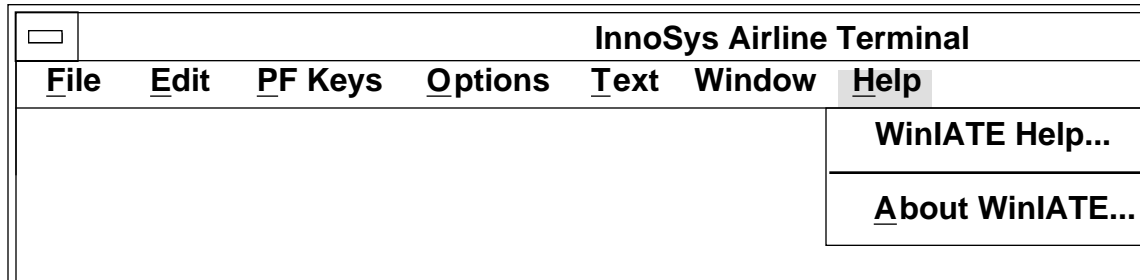 InnoSys Airline Terminal
File Edit PF Keys Options Text Window Help
WinIATE Help...
About WinIATE...